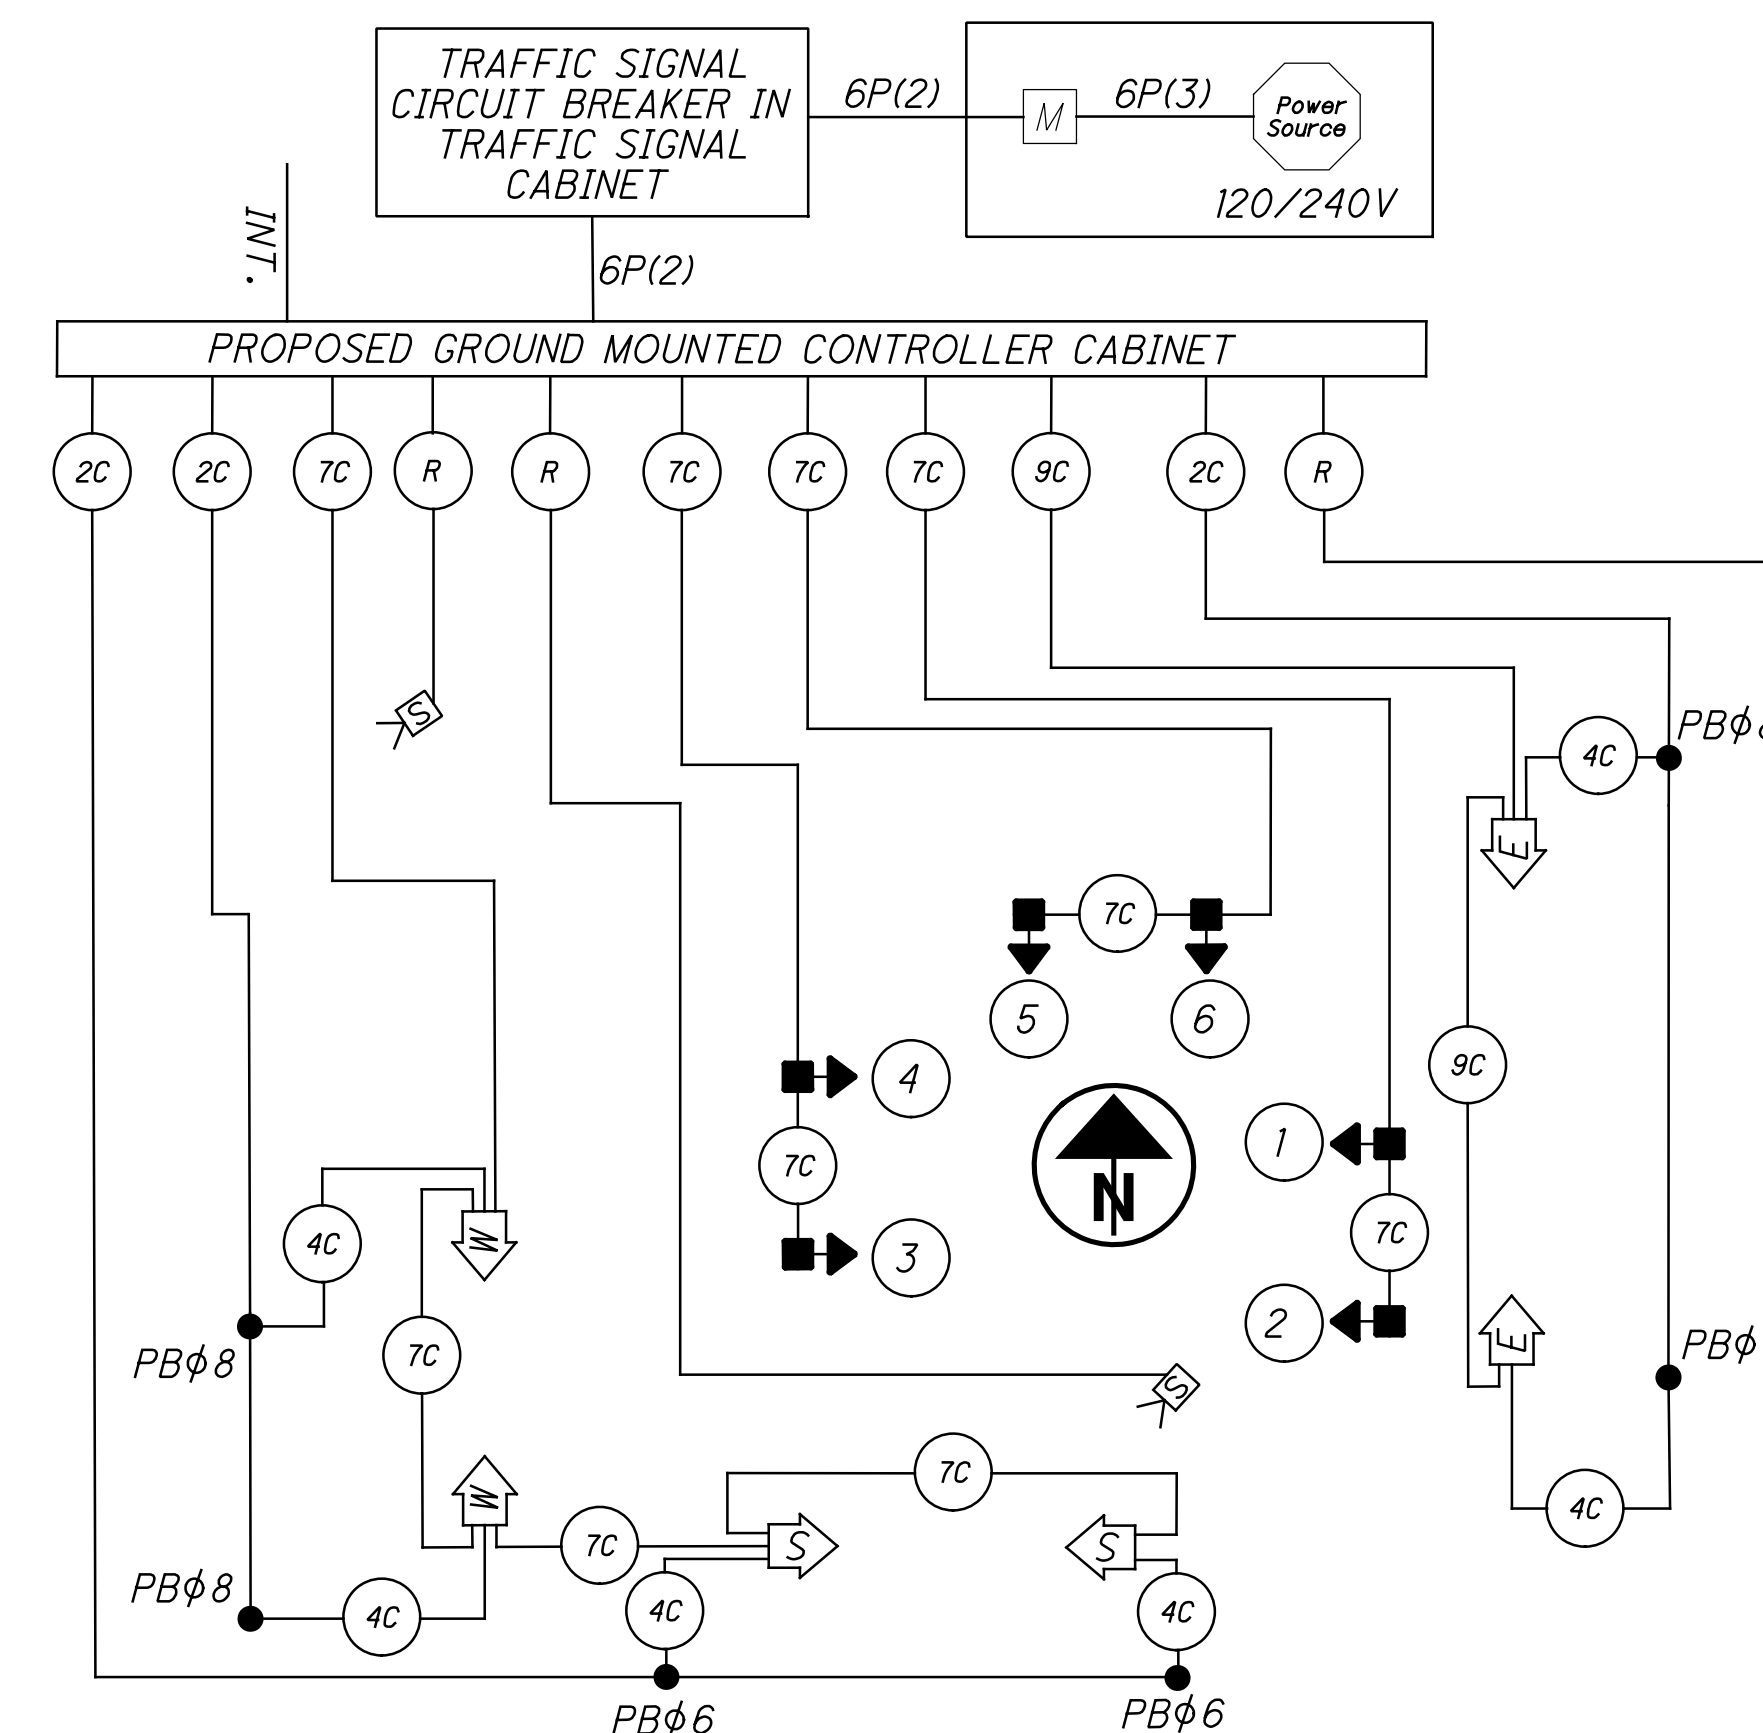 TRAFFIC SIGNAL
CIRCUIT BREAKER IN
TRAFFIC SIGNAL
CABINET
6P(2)
M
6P(3)
Power
Source
120/240V
INT.
6P(2)
PROPOSED GROUND MOUNTED CONTROLLER CABINET
2C
2C
7C
R
R
7C
7C
7C
9C
2C
R
S
PBϕ
4C
E
7C
5
6
4
9C
1
7C
N
7C
4C
W
3
2
E
PBϕ
7C
PBϕ8
S
7C
W
4C
7C
S
S
PBϕ8
4C
4C
4C
PBϕ6
PBϕ6